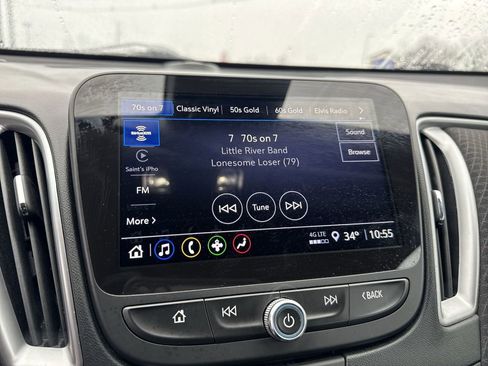 70s on 7 Classic Vinyl 50s Gold 60s Gold Elvis Radio
SiriusXM
7 70s on 7
Sound
Little River Band
Browse
Lonesome Loser (79)
Saint's iPho
FM
Tune
More >
4G LTE
34° 10:55
BACK